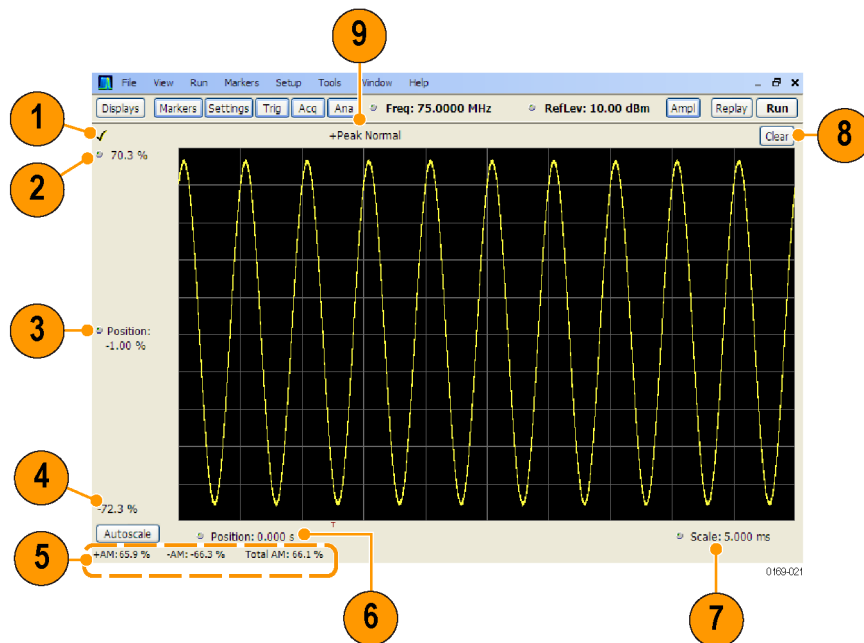 9
File View Run Markers Setup Tools Window Help
Displays Markers Settings Trig Acq Ana Freq: 75.0000 MHz RefLev: 10.00 dBm Ampl Replay Run
1
+Peak Normal
Clear
8
70.3 %
2
3
Position:
-1.00 %
4
-72.3 %
T
Autoscale Position: 0.000 s Scale: 5.000 ms
5
+AM: 65.9 % -AM: -66.3 % Total AM: 66.1 %
0169-021
6
7